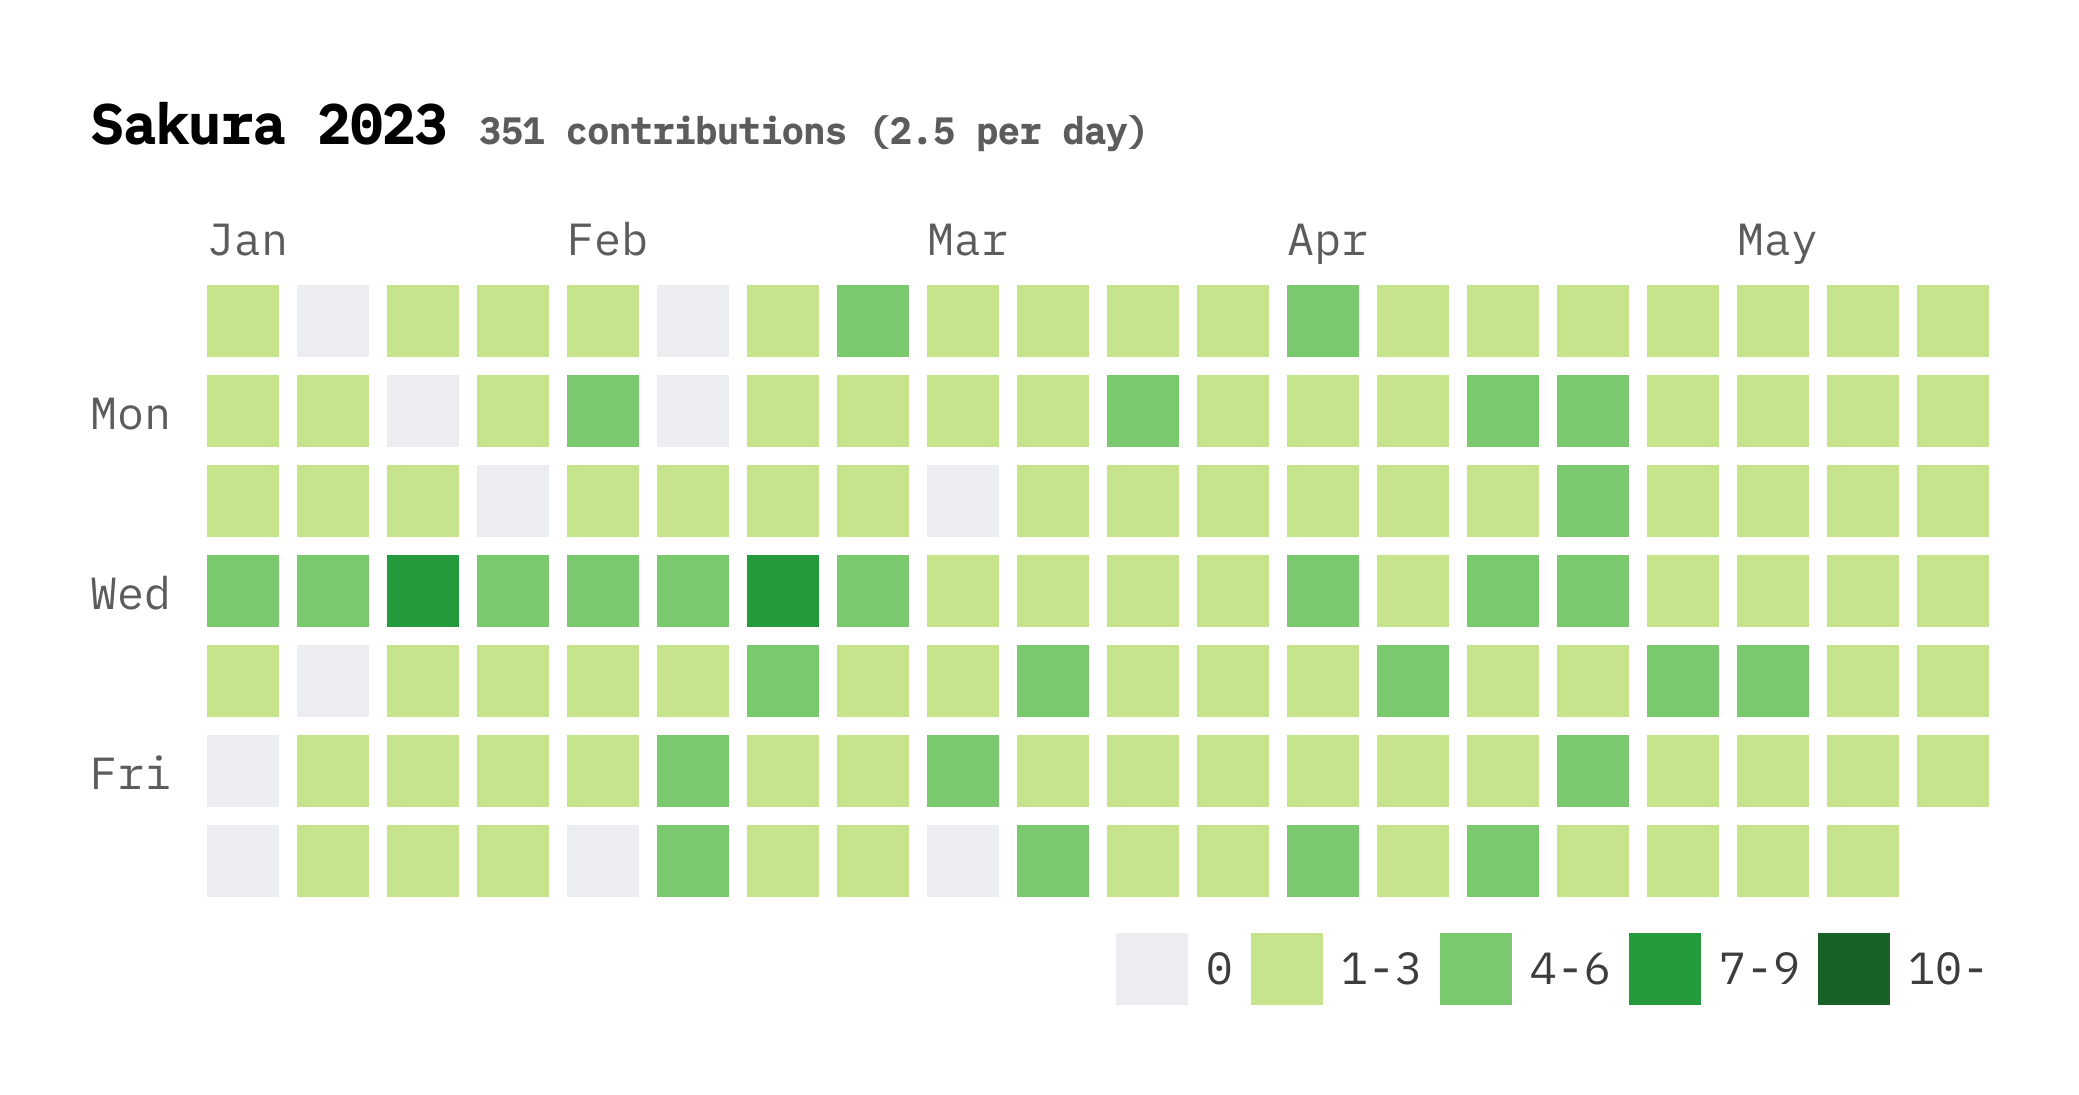 Sakura 2023 351 contributions (2.5 per day)
Jan Feb Mar Apr May
Mon
Wed
Fri
0 1-3 4-6 7-9 10-